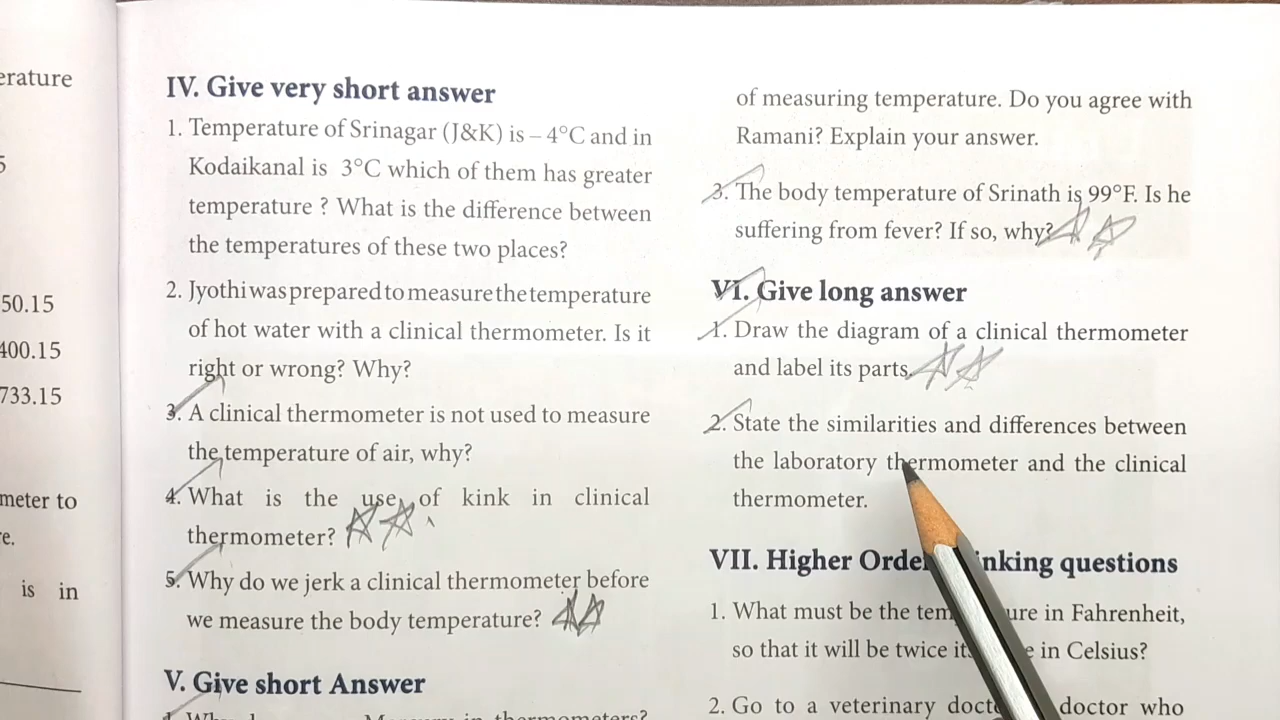 erature
5
50.15
400.15
733.15
meter to
e.
is in
IV. Give very short answer
1. Temperature of Srinagar (J&K) is – 4°C and in
Kodaikanal is 3°C which of them has greater
temperature ? What is the difference between
the temperatures of these two places?
2. Jyothi was prepared to measure the temperature
of hot water with a clinical thermometer. Is it
right or wrong? Why?
3. A clinical thermometer is not used to measure
the temperature of air, why?
4. What is the use of kink in clinical
thermometer?
5. Why do we jerk a clinical thermometer before
we measure the body temperature?
V. Give short Answer
Mercury in thermometers?
of measuring temperature. Do you agree with
Ramani? Explain your answer.
3. The body temperature of Srinath is 99°F. Is he
suffering from fever? If so, why?
VI. Give long answer
1. Draw the diagram of a clinical thermometer
and label its parts.
2. State the similarities and differences between
the laboratory thermometer and the clinical
thermometer.
VII. Higher Order nking questions
1. What must be the tem ure in Fahrenheit,
so that it will be twice it e in Celsius?
2. Go to a veterinary doct doctor who